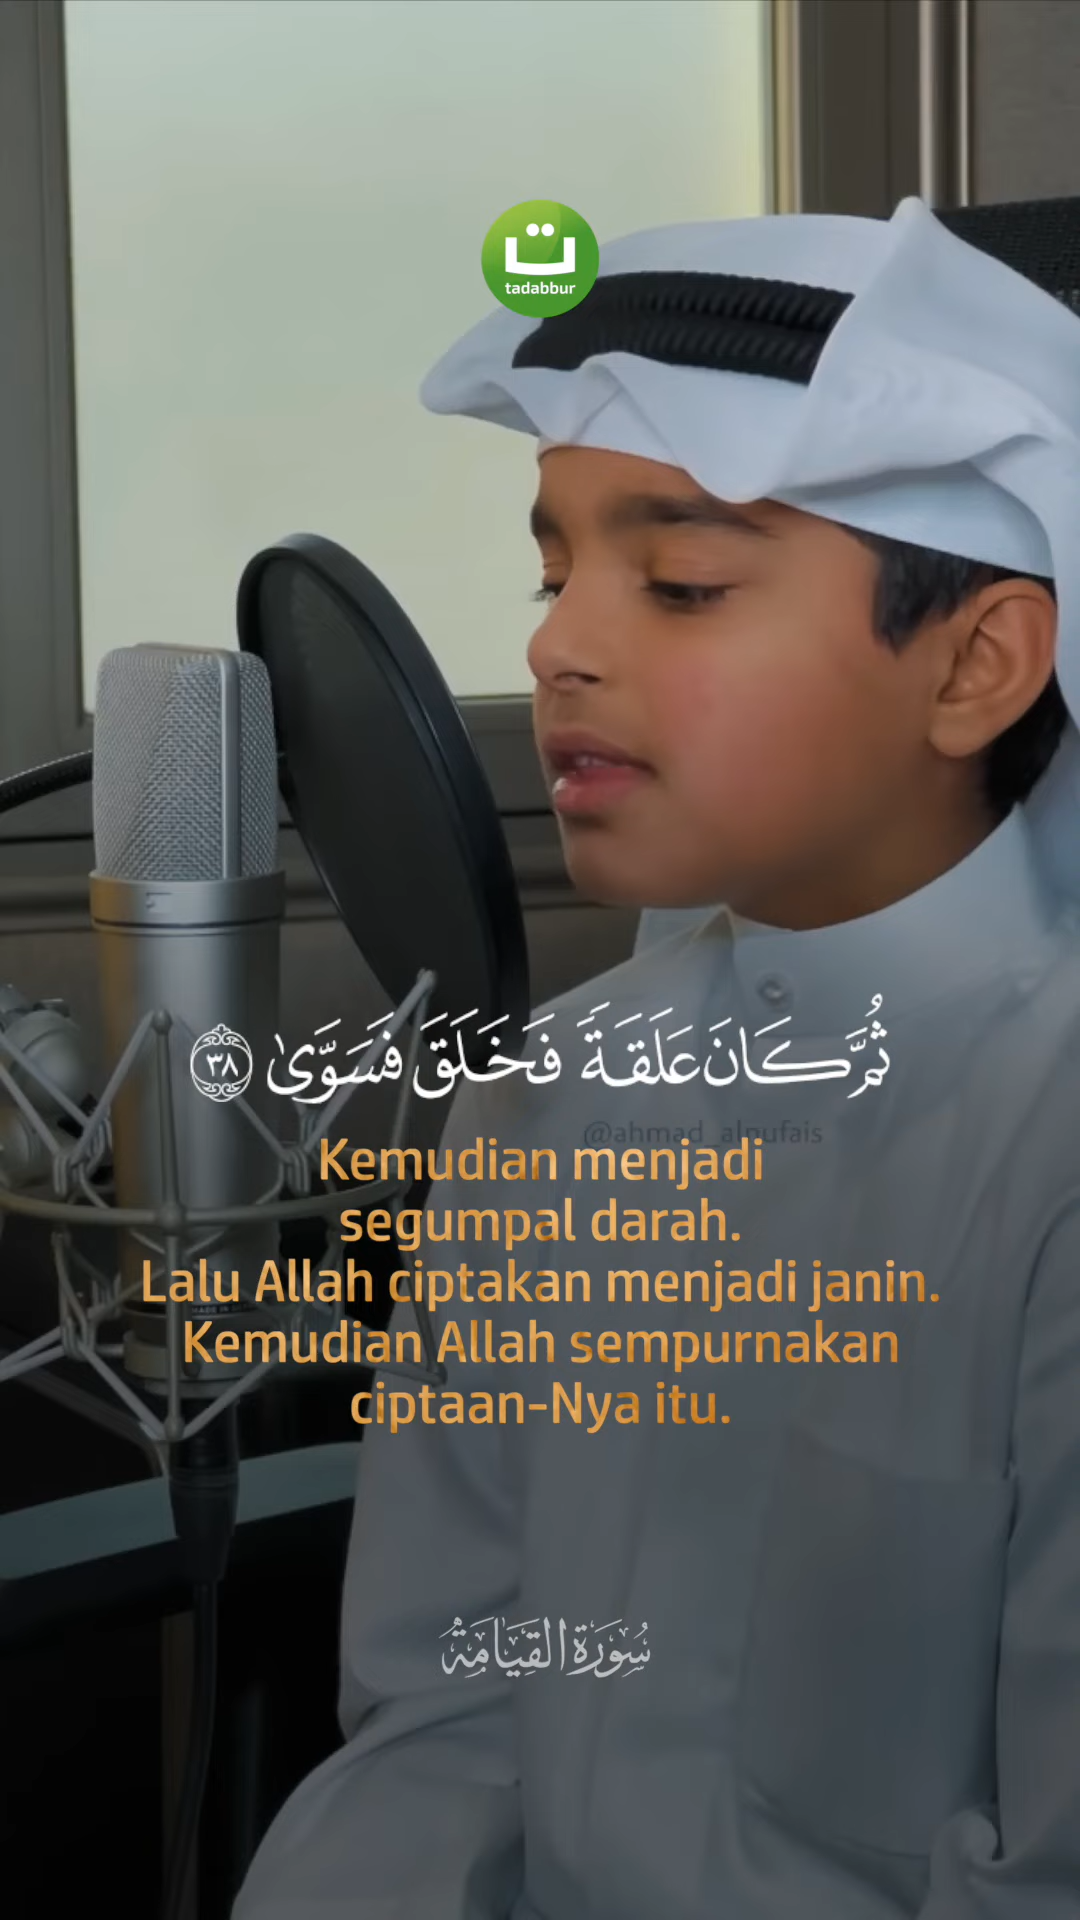 ت
tadabbur
ثُمَّ كَانَ عَلَقَةً فَخَلَقَ فَسَوَّىٰ ٣٨
@ahmad_alnufais
Kemudian menjadi
segumpal darah.
Lalu Allah ciptakan menjadi janin.
Kemudian Allah sempurnakan
ciptaan-Nya itu.
سُورَةُ القِيَامَةِ